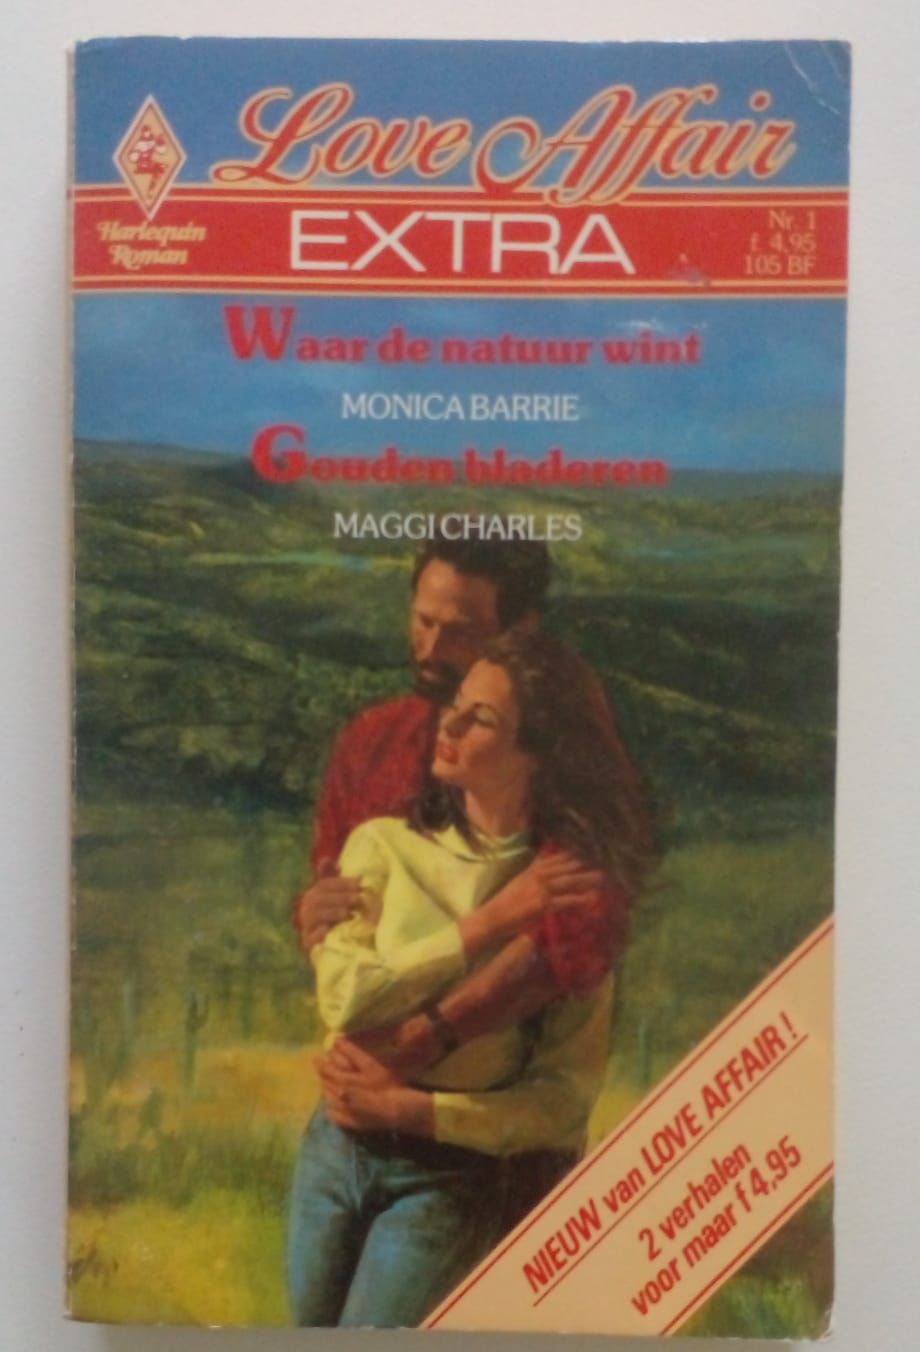 Love Affair
Harlequin
Roman
EXTRA
Nr. 1
f. 4,95
105 BF
Waar de natuur wint
MONICA BARRIE
Gouden bladeren
MAGGI CHARLES
NIEUW van LOVE AFFAIR!
2 verhalen
voor maar f 4,95